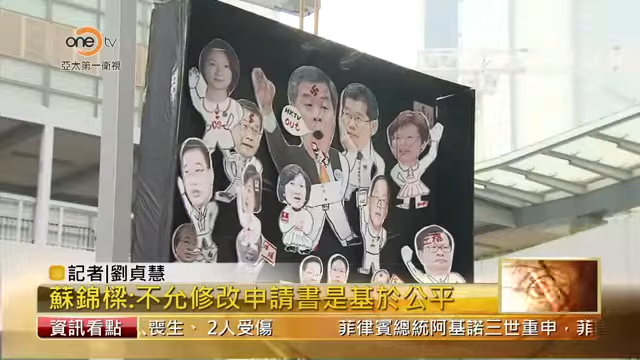 one tv
亞太第一衛視
HKTV
out
記者|劉貞慧
蘇錦樑:不允修改申請書是基於公平
資訊看點 、喪生、 2人受傷 菲律賓總統阿基諾三世重申，菲